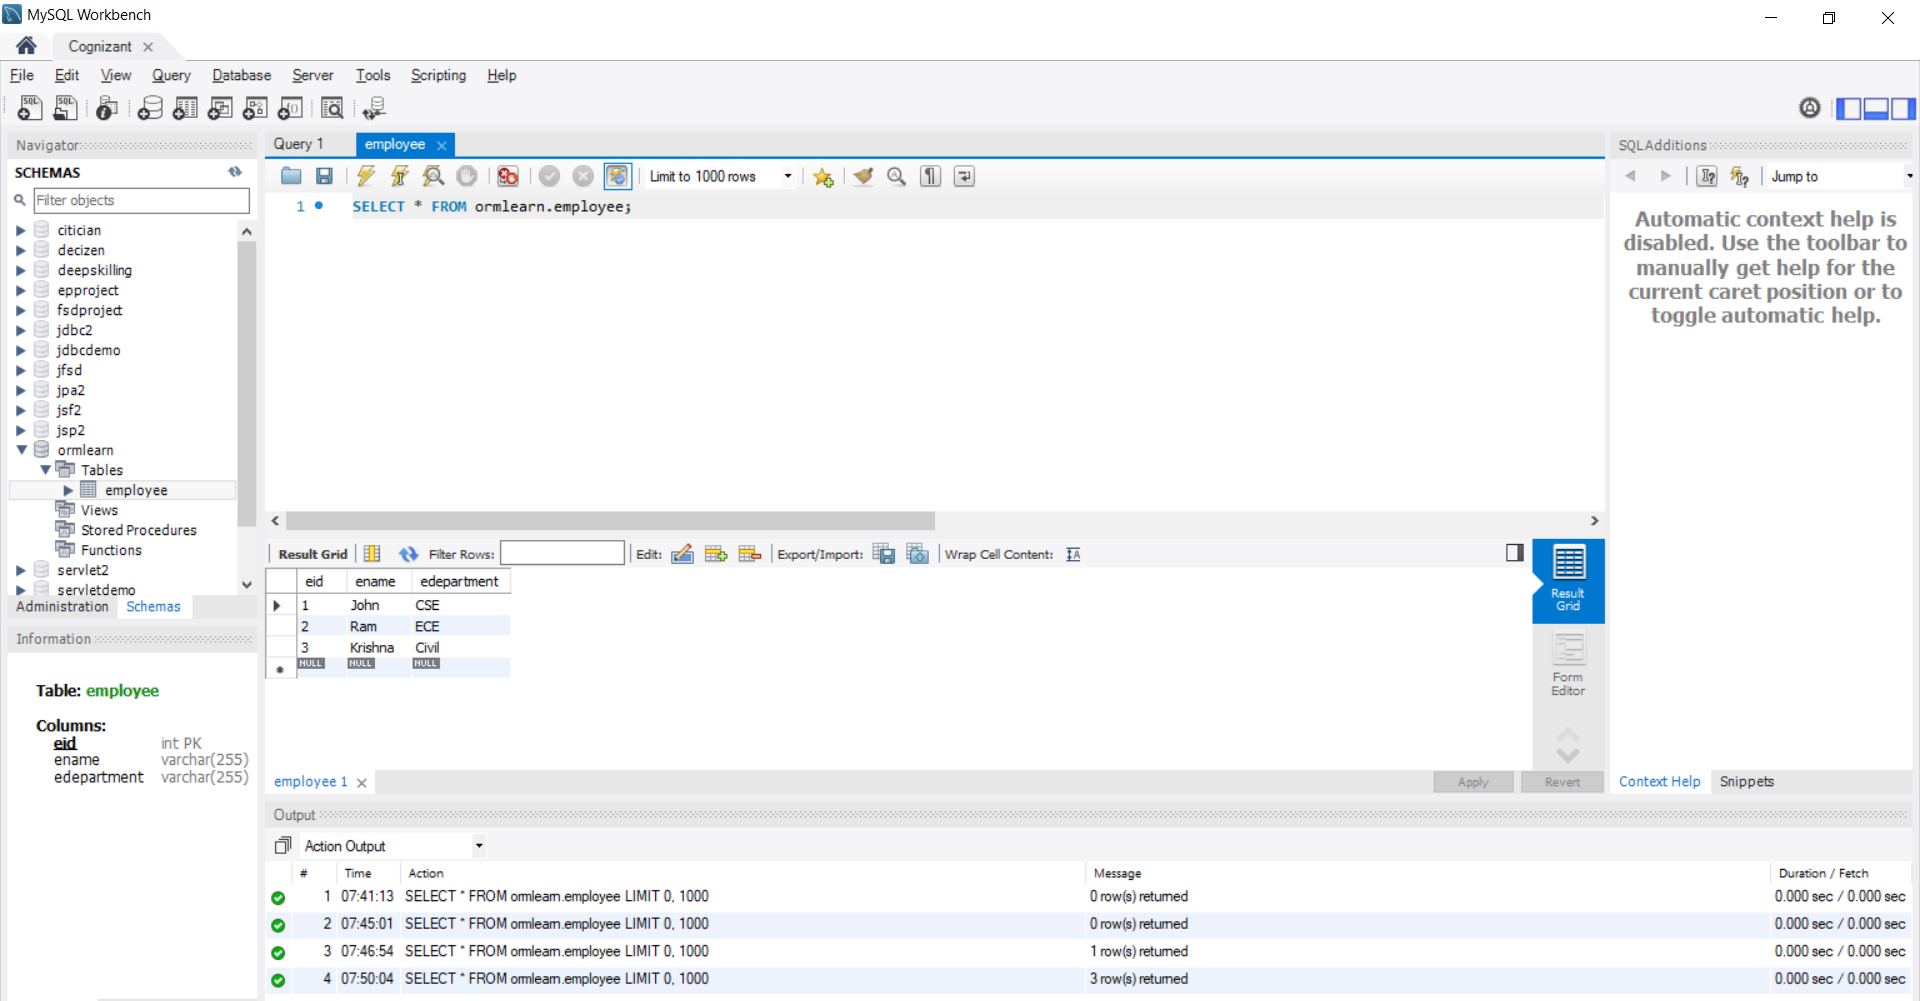 MySQL Workbench
Cognizant
File Edit View Query Database Server Tools Scripting Help
Navigator
SCHEMAS
Filter objects
citician
decizen
deepskilling
epproject
fsdproject
jdbc2
jdbcdemo
jfsd
jpa2
jsf2
jsp2
ormlearn
Tables
employee
Views
Stored Procedures
Functions
servlet2
servletdemo
Administration Schemas
Information
Table: employee
Columns:
eid int PK
ename varchar(255)
edepartment varchar(255)
Query 1 employee
Limit to 1000 rows
1 SELECT * FROM ormlearn.employee;
Result Grid Filter Rows: Edit: Export/Import: Wrap Cell Content:
eid ename edepartment
1 John CSE
2 Ram ECE
3 Krishna Civil
NULL NULL NULL
Result
Grid
Form
Editor
employee 1
Apply Revert
SQLAdditions
Jump to
Automatic context help is
disabled. Use the toolbar to
manually get help for the
current caret position or to
toggle automatic help.
Context Help Snippets
Output
Action Output
# Time Action Message Duration / Fetch
1 07:41:13 SELECT * FROM ormlearn.employee LIMIT 0, 1000 0 row(s) returned 0.000 sec / 0.000 sec
2 07:45:01 SELECT * FROM ormlearn.employee LIMIT 0, 1000 0 row(s) returned 0.000 sec / 0.000 sec
3 07:46:54 SELECT * FROM ormlearn.employee LIMIT 0, 1000 1 row(s) returned 0.000 sec / 0.000 sec
4 07:50:04 SELECT * FROM ormlearn.employee LIMIT 0, 1000 3 row(s) returned 0.000 sec / 0.000 sec